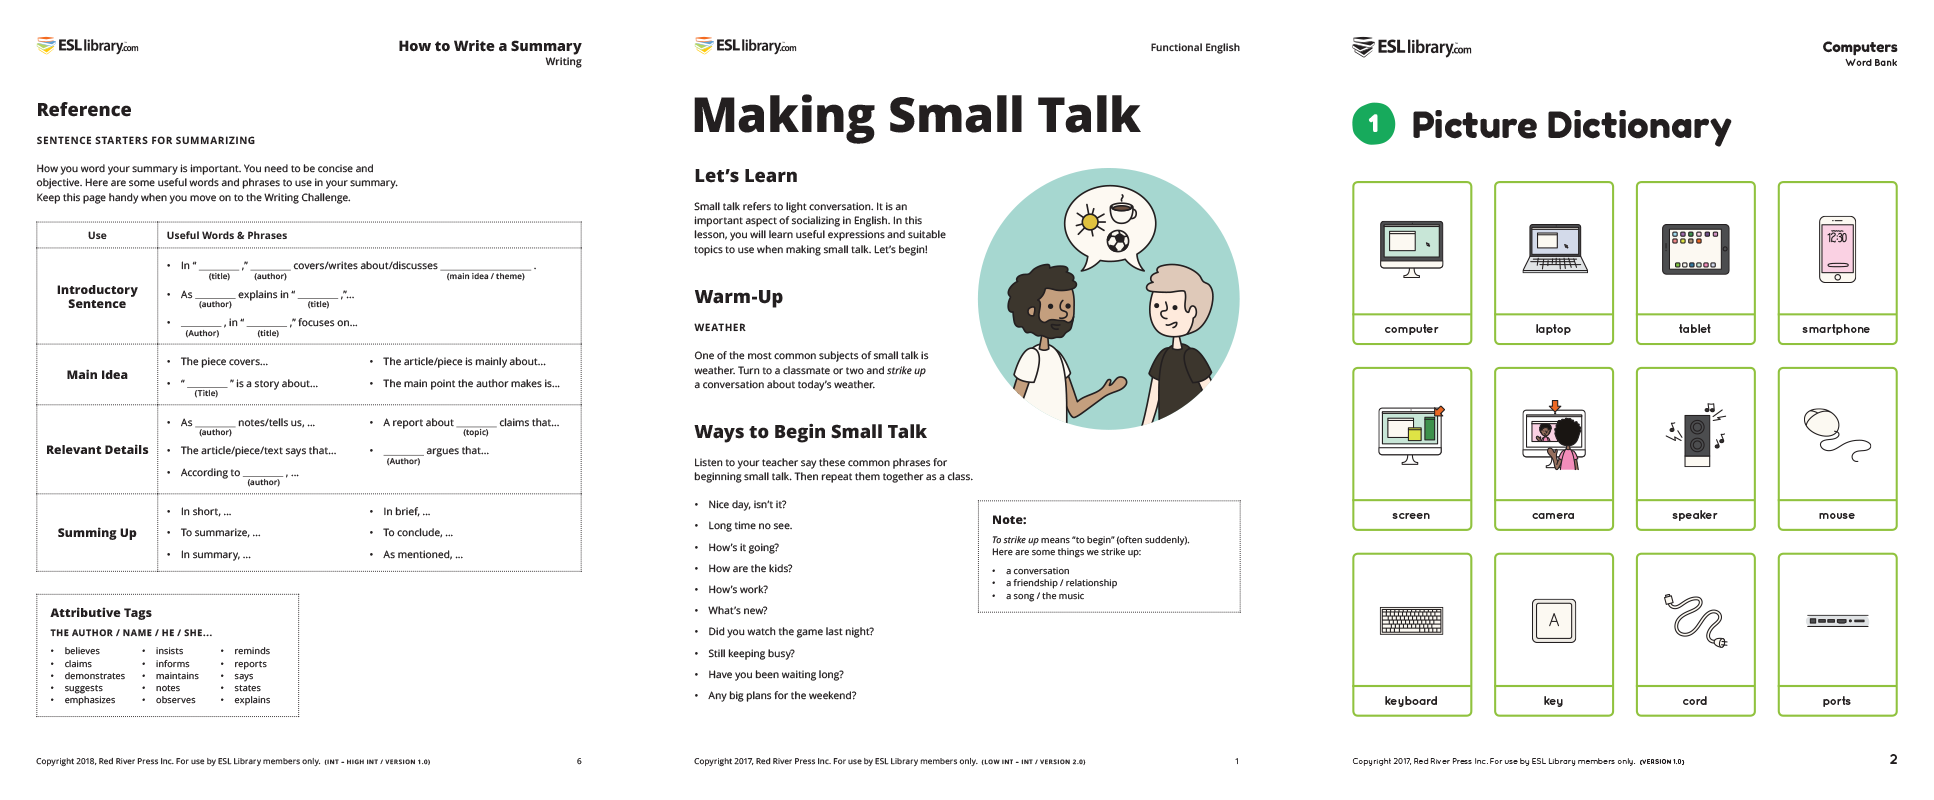 ESL library.com
How to Write a Summary
Writing
Reference
SENTENCE STARTERS FOR SUMMARIZING
How you word your summary is important. You need to be concise and
objective. Here are some useful words and phrases to use in your summary.
Keep this page handy when you move on to the Writing Challenge.
Use
Useful Words & Phrases
Introductory
Sentence
• In “ ________ ,” ________ covers/writes about/discusses __________________ .
(title) (author) (main idea / theme)
• As ________ explains in “ ________ ,”...
(author) (title)
• ________ , in “ ________ ,” focuses on...
(Author) (title)
Main Idea
• The piece covers...
• “ ________ ” is a story about...
(Title)
• The article/piece is mainly about...
• The main point the author makes is...
Relevant Details
• As ________ notes/tells us, ...
(author)
• The article/piece/text says that...
• According to ________ , ...
(author)
• A report about ________ claims that...
(topic)
• ________ argues that...
(Author)
Summing Up
• In short, ...
• To summarize, ...
• In summary, ...
• In brief, ...
• To conclude, ...
• As mentioned, ...
Attributive Tags
THE AUTHOR / NAME / HE / SHE...
• believes
• claims
• demonstrates
• suggests
• emphasizes
• insists
• informs
• maintains
• notes
• observes
• reminds
• reports
• says
• states
• explains
Copyright 2018, Red River Press Inc. For use by ESL Library members only. (INT – HIGH INT / VERSION 1.0)
6
ESL library.com
Functional English
Making Small Talk
Let’s Learn
Small talk refers to light conversation. It is an
important aspect of socializing in English. In this
lesson, you will learn useful expressions and suitable
topics to use when making small talk. Let’s begin!
Warm-Up
WEATHER
One of the most common subjects of small talk is
weather. Turn to a classmate or two and strike up
a conversation about today’s weather.
Ways to Begin Small Talk
Listen to your teacher say these common phrases for
beginning small talk. Then repeat them together as a class.
• Nice day, isn’t it?
• Long time no see.
• How’s it going?
• How are the kids?
• How’s work?
• What’s new?
• Did you watch the game last night?
• Still keeping busy?
• Have you been waiting long?
• Any big plans for the weekend?
Note:
To strike up means “to begin” (often suddenly).
Here are some things we strike up:
• a conversation
• a friendship / relationship
• a song / the music
Copyright 2017, Red River Press Inc. For use by ESL Library members only. (LOW INT – INT / VERSION 2.0)
1
ESL library.com
Computers
Word Bank
1 Picture Dictionary
12:30
computer
laptop
tablet
smartphone
screen
camera
speaker
mouse
A
keyboard
key
cord
ports
Copyright 2017, Red River Press Inc. For use by ESL Library members only. (VERSION 1.0)
2